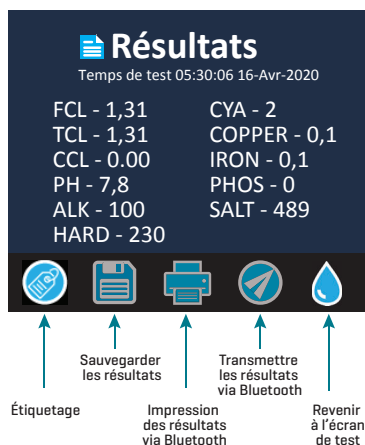 Résultats
Temps de test 05:30:06 16-Avr-2020
FCL - 1,31
TCL - 1,31
CCL - 0.00
PH - 7,8
ALK - 100
HARD - 230
CYA - 2
COPPER - 0,1
IRON - 0,1
PHOS - 0
SALT - 489
Étiquetage
Sauvegarder
les résultats
Impression
des résultats
via Bluetooth
Transmettre
les résultats
via Bluetooth
Revenir
à l'écran
de test